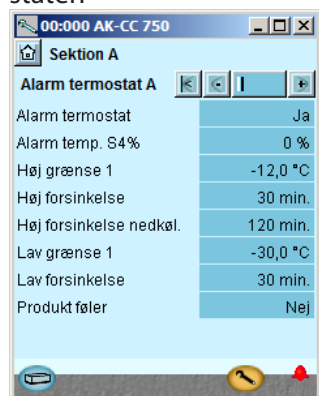 00:000 AK-CC 750
Sektion A
Alarm termostat A
Alarm termostat Ja
Alarm temp. S4% 0 %
Høj grænse 1 -12,0 °C
Høj forsinkelse 30 min.
Høj forsinkelse nedkøl. 120 min.
Lav grænse 1 -30,0 °C
Lav forsinkelse 30 min.
Produkt føler Nej